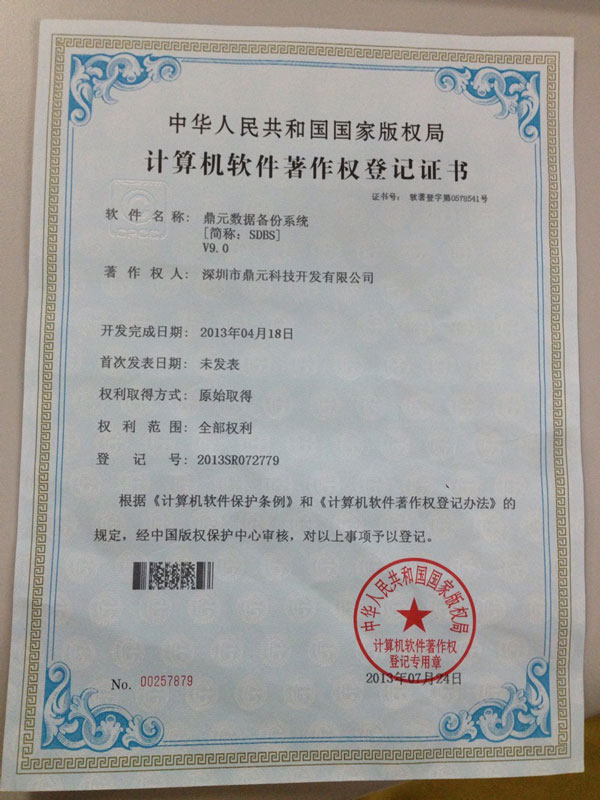 中华人民共和国国家版权局
计算机软件著作权登记证书
证书号： 软著登字第0578541号
CPCC
软件名称： 鼎元数据备份系统
[简称：SDBS]
V9.0
著作权人： 深圳市鼎元科技开发有限公司
开发完成日期： 2013年04月18日
首次发表日期： 未发表
权利取得方式： 原始取得
权利范围： 全部权利
登记号： 2013SR072779
根据《计算机软件保护条例》和《计算机软件著作权登记办法》的
规定，经中国版权保护中心审核，对以上事项予以登记。
中华人民共和国国家版权局
计算机软件著作权
登记专用章
No. 00257879
2013年07月24日